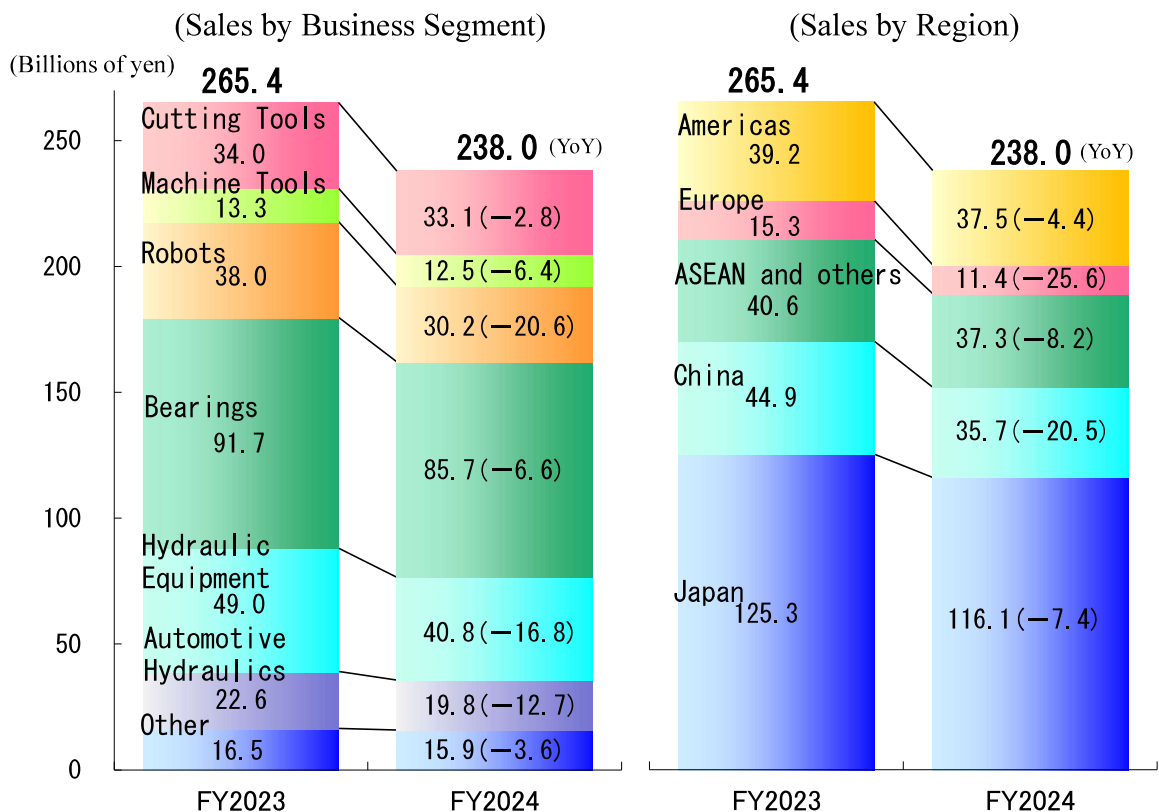 (Sales by Business Segment)
(Billions of yen)
265.4
250
200
150
100
50
0
Cutting Tools
34.0
Machine Tools
13.3
Robots
38.0
Bearings
91.7
Hydraulic
Equipment
49.0
Automotive
Hydraulics
22.6
Other
16.5
FY2023
238.0 (YoY)
33.1(−2.8)
12.5(−6.4)
30.2(−20.6)
85.7(−6.6)
40.8(−16.8)
19.8(−12.7)
15.9(−3.6)
FY2024
(Sales by Region)
265.4
Americas
39.2
Europe
15.3
ASEAN and others
40.6
China
44.9
Japan
125.3
FY2023
238.0 (YoY)
37.5(−4.4)
11.4(−25.6)
37.3(−8.2)
35.7(−20.5)
116.1(−7.4)
FY2024